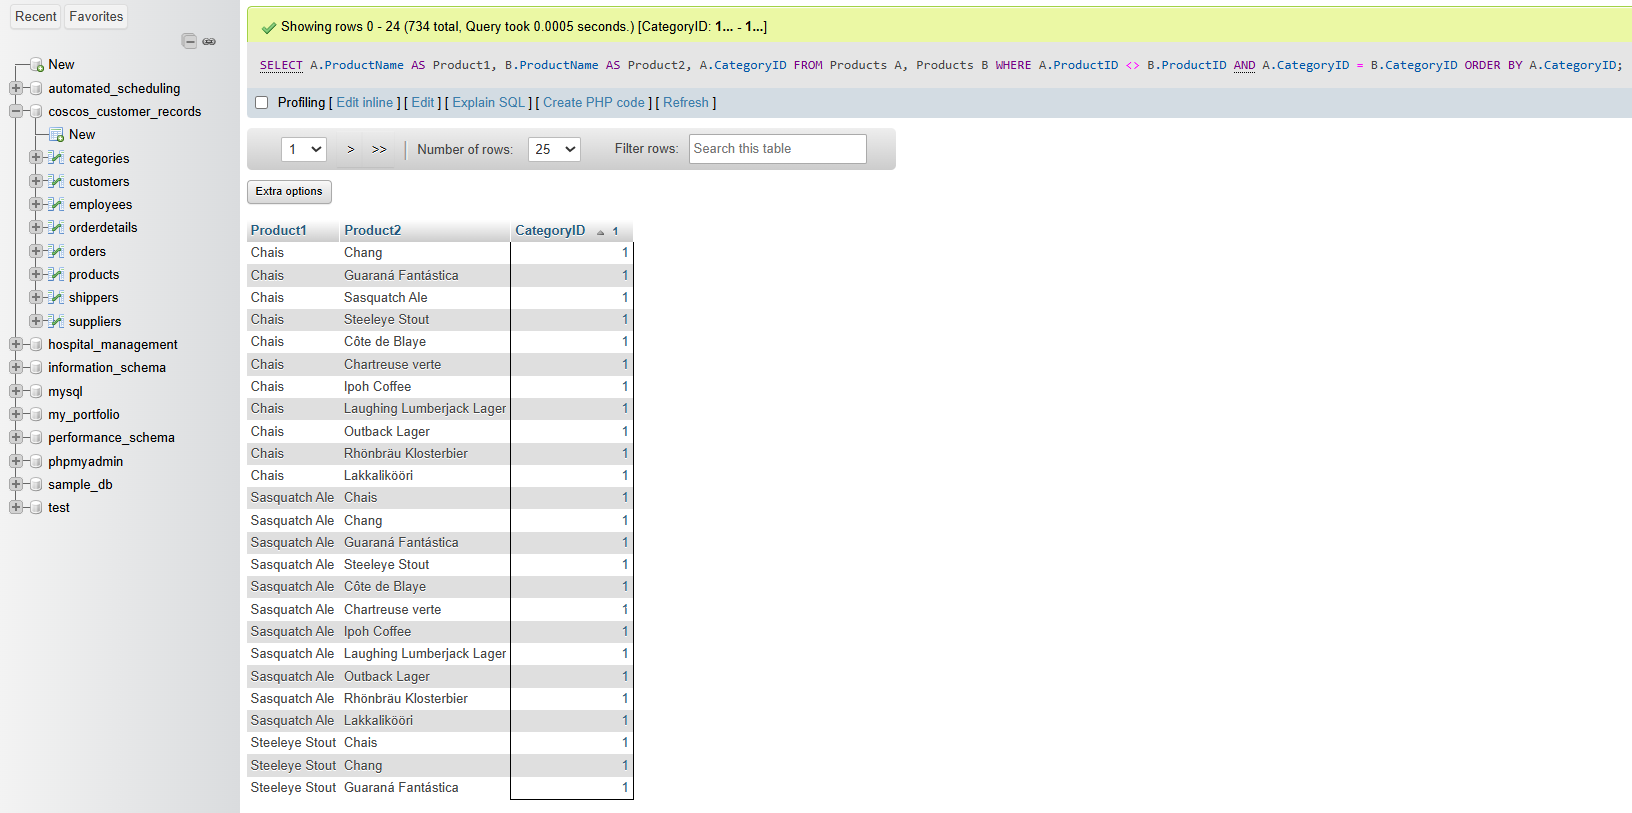 Recent Favorites
New
automated_scheduling
coscos_customer_records
New
categories
customers
employees
orderdetails
orders
products
shippers
suppliers
hospital_management
information_schema
mysql
my_portfolio
performance_schema
phpmyadmin
sample_db
test
Showing rows 0 - 24 (734 total, Query took 0.0005 seconds.) [CategoryID: 1... - 1...]
SELECT A.ProductName AS Product1, B.ProductName AS Product2, A.CategoryID FROM Products A, Products B WHERE A.ProductID <> B.ProductID AND A.CategoryID = B.CategoryID ORDER BY A.CategoryID;
Profiling [ Edit inline ] [ Edit ] [ Explain SQL ] [ Create PHP code ] [ Refresh ]
1 > >> | Number of rows: 25 Filter rows: Search this table
Extra options
Product1 Product2 CategoryID 1
Chais Chang 1
Chais Guaraná Fantástica 1
Chais Sasquatch Ale 1
Chais Steeleye Stout 1
Chais Côte de Blaye 1
Chais Chartreuse verte 1
Chais Ipoh Coffee 1
Chais Laughing Lumberjack Lager 1
Chais Outback Lager 1
Chais Rhönbräu Klosterbier 1
Chais Lakkalikööri 1
Sasquatch Ale Chais 1
Sasquatch Ale Chang 1
Sasquatch Ale Guaraná Fantástica 1
Sasquatch Ale Steeleye Stout 1
Sasquatch Ale Côte de Blaye 1
Sasquatch Ale Chartreuse verte 1
Sasquatch Ale Ipoh Coffee 1
Sasquatch Ale Laughing Lumberjack Lager 1
Sasquatch Ale Outback Lager 1
Sasquatch Ale Rhönbräu Klosterbier 1
Sasquatch Ale Lakkalikööri 1
Steeleye Stout Chais 1
Steeleye Stout Chang 1
Steeleye Stout Guaraná Fantástica 1